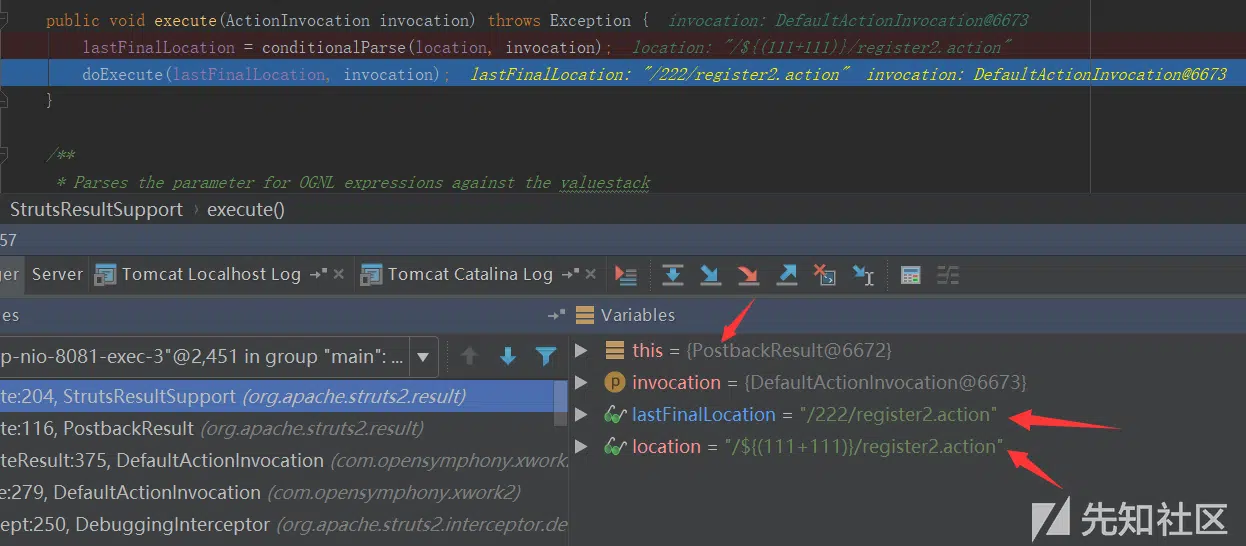 public void execute(ActionInvocation invocation) throws Exception {  invocation: DefaultActionInvocation@6673
lastFinalLocation = conditionalParse(location, invocation);  location: "/${(111+111)}/register2.action"
doExecute(lastFinalLocation, invocation);  lastFinalLocation: "/222/register2.action"  invocation: DefaultActionInvocation@6673
}
/**
* Parses the parameter for OGNL expressions against the valuestack
StrutsResultSupport › execute()
57
ger Server Tomcat Localhost Log Tomcat Catalina Log
es Variables
p-nio-8081-exec-3"@2,451 in group "main": ...
this = {PostbackResult@6672}
invocation = {DefaultActionInvocation@6673}
te:204, StrutsResultSupport (org.apache.struts2.result)
lastFinalLocation = "/222/register2.action"
te:116, PostbackResult (org.apache.struts2.result)
location = "/${(111+111)}/register2.action"
teResult:375, DefaultActionInvocation (com.opensymphony.xwork
e:279, DefaultActionInvocation (com.opensymphony.xwork2)
ept:250, DebuggingInterceptor (org.apache.struts2.interceptor.de
先知社区